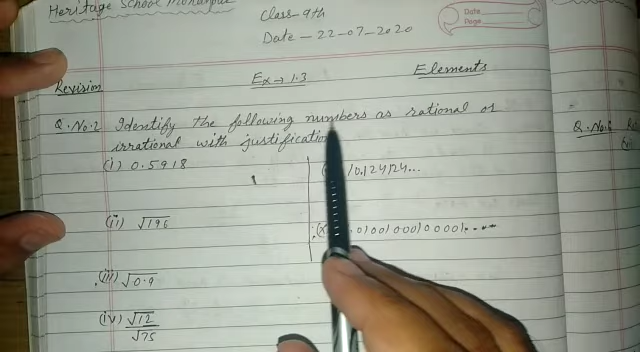 Heritage School
Class-9th
Date-22-07-2020
Date
Page
Revision
Ex→1.3
Elements
Q.No.2 Identify the following numbers as rational or
irrational with justification
(i) 0.5918
10.124124...
(ii) √196
.01001000100001....
(iii) √0.9
(iv) √12/√75
Q.No.